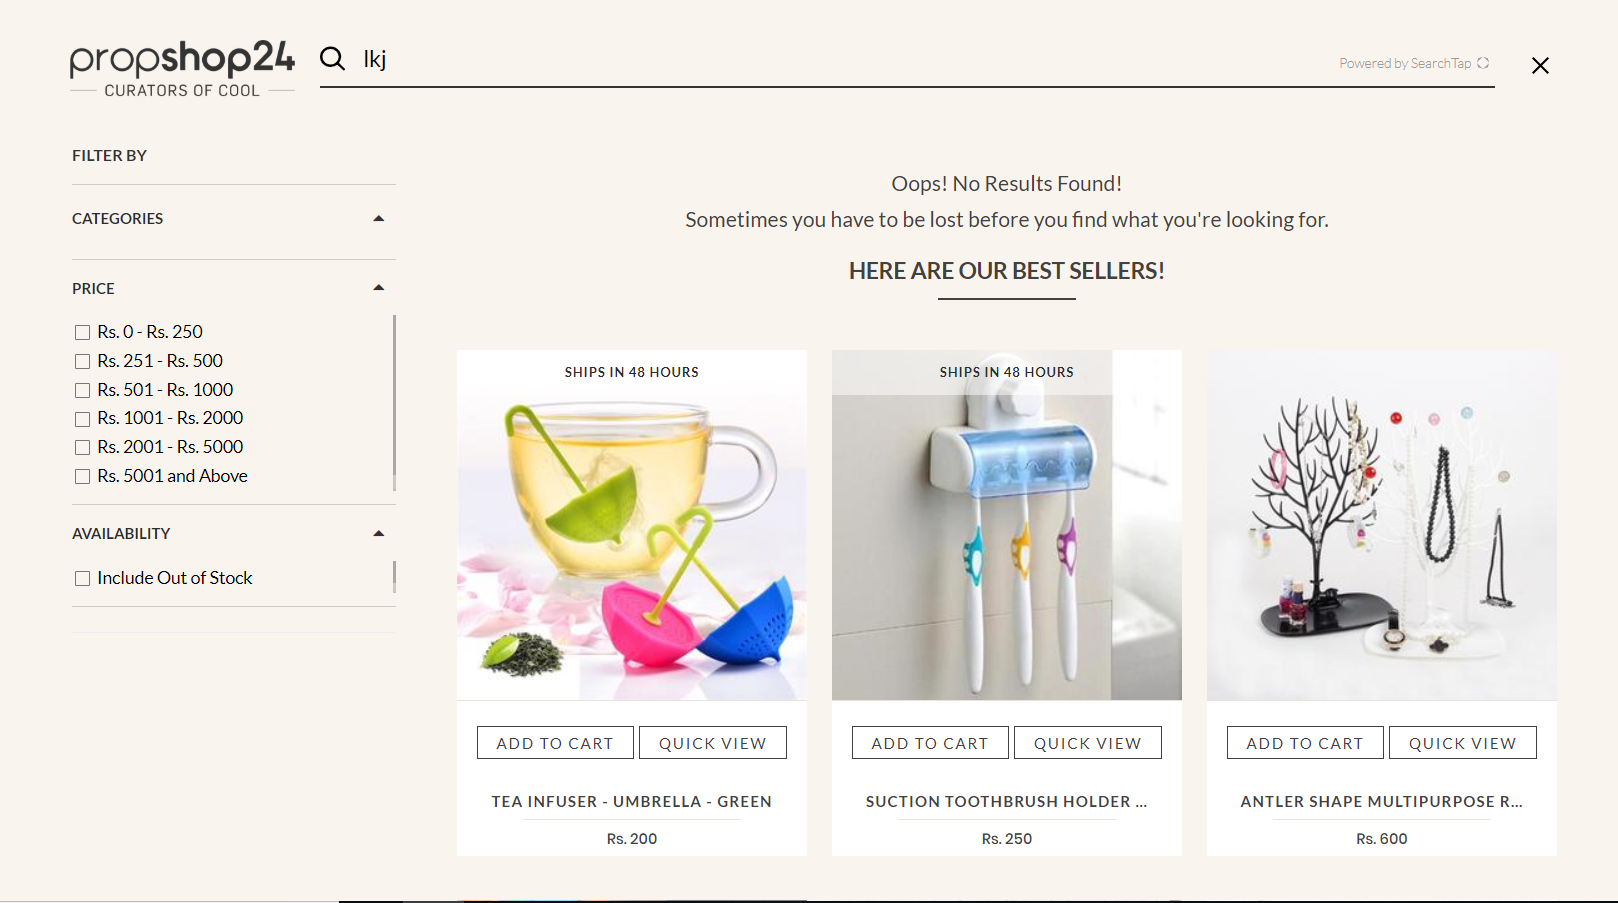 propshop24
CURATORS OF COOL
lkj
Powered by SearchTap
FILTER BY
CATEGORIES
PRICE
Rs. 0 - Rs. 250
Rs. 251 - Rs. 500
Rs. 501 - Rs. 1000
Rs. 1001 - Rs. 2000
Rs. 2001 - Rs. 5000
Rs. 5001 and Above
AVAILABILITY
Include Out of Stock
Oops! No Results Found!
Sometimes you have to be lost before you find what you're looking for.
HERE ARE OUR BEST SELLERS!
SHIPS IN 48 HOURS
ADD TO CART
QUICK VIEW
TEA INFUSER - UMBRELLA - GREEN
Rs. 200
SHIPS IN 48 HOURS
ADD TO CART
QUICK VIEW
SUCTION TOOTHBRUSH HOLDER ...
Rs. 250
ADD TO CART
QUICK VIEW
ANTLER SHAPE MULTIPURPOSE R...
Rs. 600